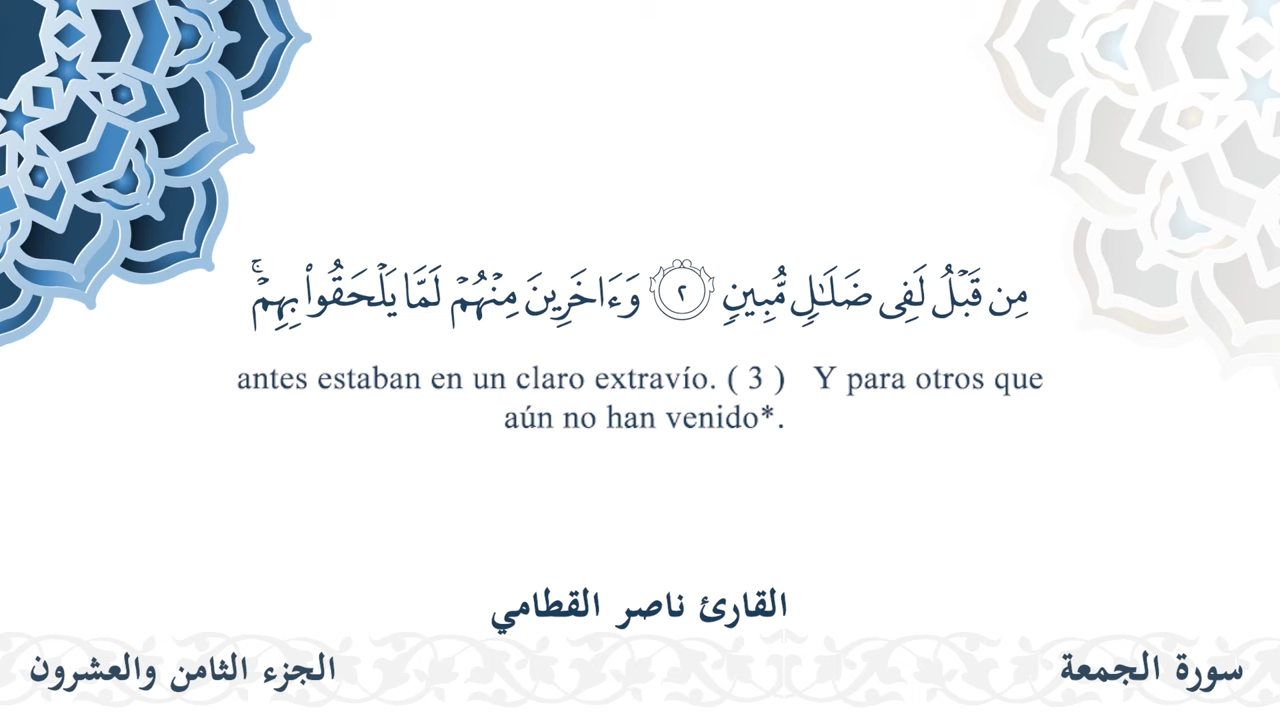 مِن قَبْلُ لَفِى ضَلَـٰلٍ مُّبِينٍ ٢ وَءَاخَرِينَ مِنْهُمْ لَمَّا يَلْحَقُوا۟ بِهِمْ ۚ
antes estaban en un claro extravío. ( 3 ) Y para otros que
aún no han venido*.
القارئ ناصر القطامي
سورة الجمعة
الجزء الثامن والعشرون